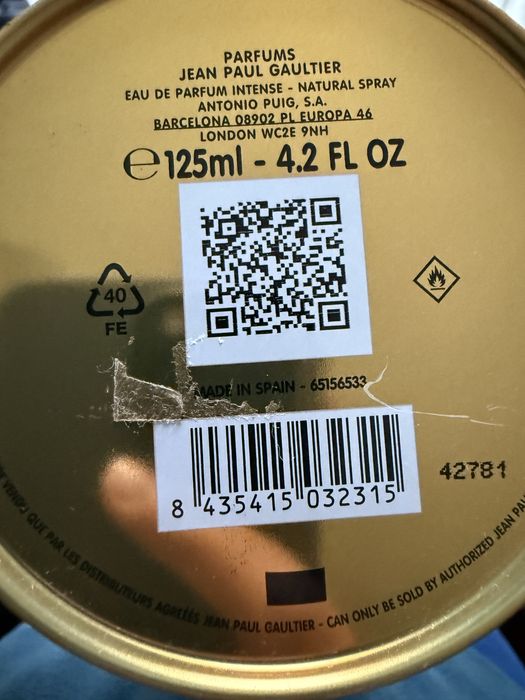 PARFUMS
JEAN PAUL GAULTIER
EAU DE PARFUM INTENSE - NATURAL SPRAY
ANTONIO PUIG, S.A.
BARCELONA 08902 PL EUROPA 46
LONDON WC2E 9NH
℮ 125ml - 4.2 FL OZ
40
FE
MADE IN SPAIN - 65156533
42781
8 435415 032315
VENDU QUE PAR LES DISTRIBUTEURS AGRÉÉS JEAN PAUL GAULTIER - CAN ONLY BE SOLD BY AUTHORIZED JEAN